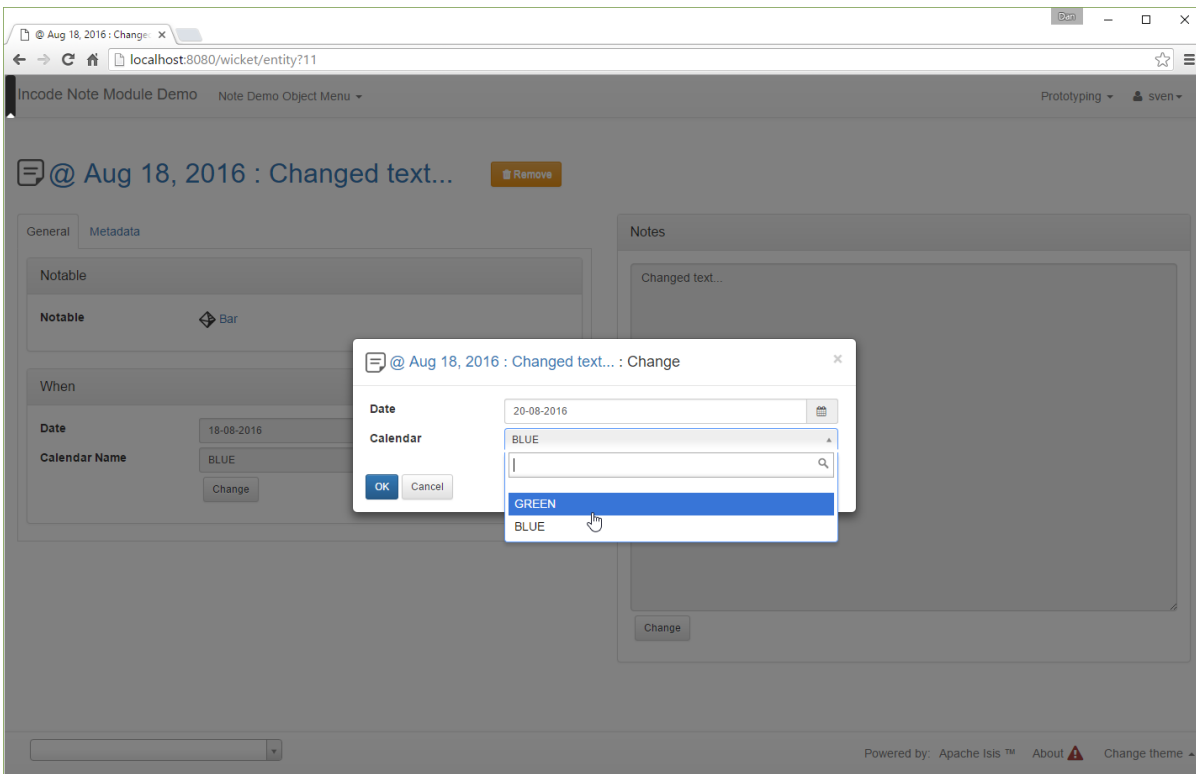 Dan
@ Aug 18, 2016 : Change
localhost:8080/wicket/entity?11
Incode Note Module Demo Note Demo Object Menu Prototyping sven
@ Aug 18, 2016 : Changed text... Remove
General Metadata
Notable
Notable Bar
When
Date 18-08-2016
Calendar Name BLUE
Change
Notes
Changed text...
Change
@ Aug 18, 2016 : Changed text... : Change ×
Date 20-08-2016
Calendar BLUE
GREEN
BLUE
OK Cancel
Powered by: Apache Isis ™ About Change theme